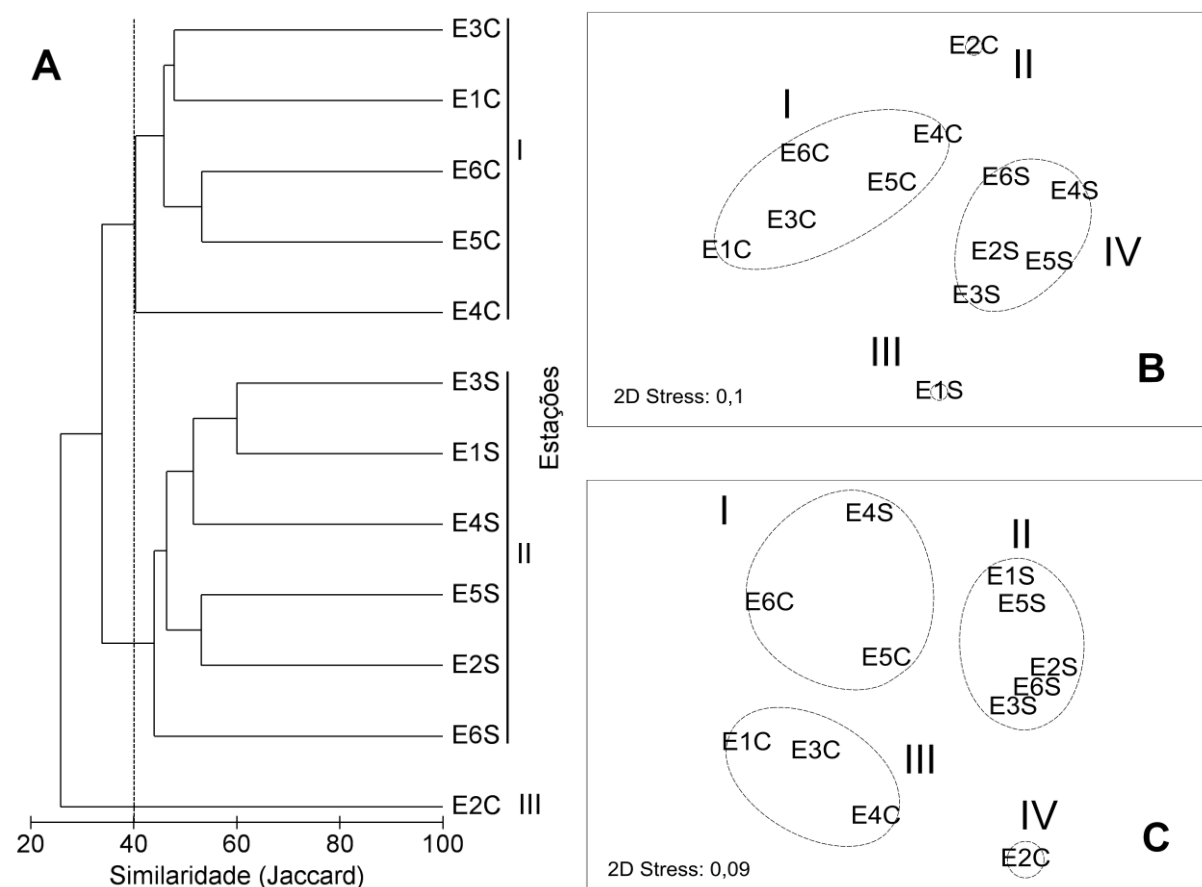 A
E3C
E1C
E6C
E5C
E4C
I
E3S
E1S
E4S
E5S
E2S
E6S
II
E2C III
Estações
20 40 60 80 100
Similaridade (Jaccard)
E2C
II
I
E4C
E6C
E5C
E6S
E4S
E3C
E1C
E2S
E5S
IV
E3S
III
E1S
B
2D Stress: 0,1
I
E4S
II
E1S
E5S
E6C
E5C
E2S
E6S
E3S
E1C
E3C
III
E4C
IV
E2C
C
2D Stress: 0,09